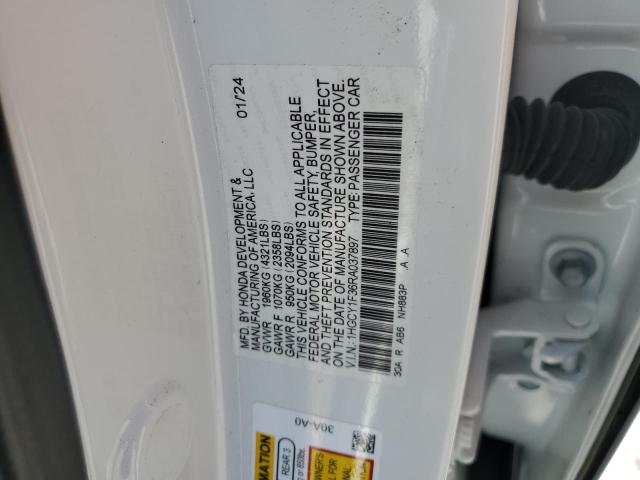 MFD. BY HONDA DEVELOPMENT & 01/'24
MANUFACTURING OF AMERICA, LLC
GVWR 1960KG (4321LBS)
GAWR F 1070KG (2358LBS)
GAWR R 950KG (2094LBS)
THIS VEHICLE CONFORMS TO ALL APPLICABLE
FEDERAL MOTOR VEHICLE SAFETY, BUMPER,
AND THEFT PREVENTION STANDARDS IN EFFECT
ON THE DATE OF MANUFACTURE SHOWN ABOVE.
V.I.N.: 1HGCY1F36RA037897 TYPE: PASSENGER CAR
30A R AB6 NH883P .A .A
30A-A0
REAR 3